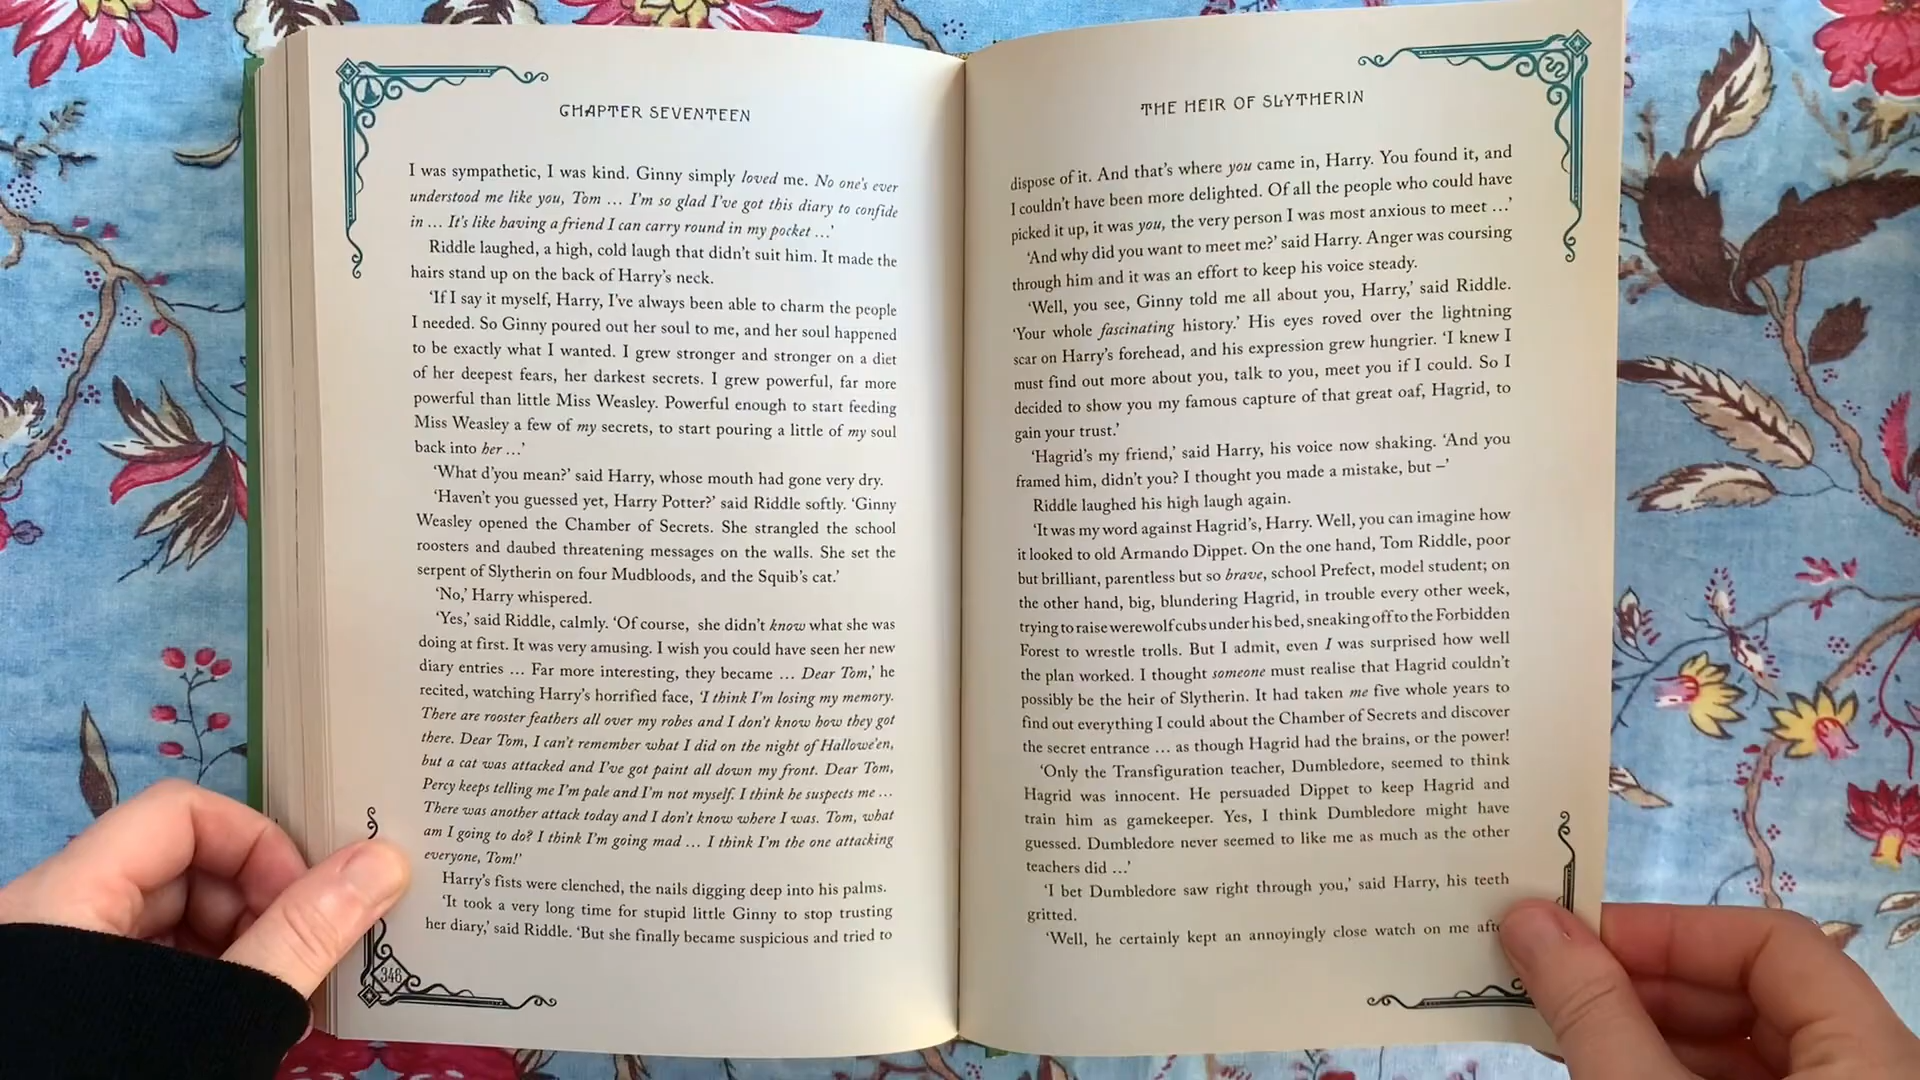 CHAPTER SEVENTEEN
I was sympathetic, I was kind. Ginny simply loved me. No one's ever
understood me like you, Tom … I'm so glad I've got this diary to confide
in … It's like having a friend I can carry round in my pocket …'
Riddle laughed, a high, cold laugh that didn't suit him. It made the
hairs stand up on the back of Harry's neck.
'If I say it myself, Harry, I've always been able to charm the people
I needed. So Ginny poured out her soul to me, and her soul happened
to be exactly what I wanted. I grew stronger and stronger on a diet
of her deepest fears, her darkest secrets. I grew powerful, far more
powerful than little Miss Weasley. Powerful enough to start feeding
Miss Weasley a few of my secrets, to start pouring a little of my soul
back into her …'
'What d'you mean?' said Harry, whose mouth had gone very dry.
'Haven't you guessed yet, Harry Potter?' said Riddle softly. 'Ginny
Weasley opened the Chamber of Secrets. She strangled the school
roosters and daubed threatening messages on the walls. She set the
serpent of Slytherin on four Mudbloods, and the Squib's cat.'
'No,' Harry whispered.
'Yes,' said Riddle, calmly. 'Of course, she didn't know what she was
doing at first. It was very amusing. I wish you could have seen her new
diary entries … Far more interesting, they became … Dear Tom,' he
recited, watching Harry's horrified face, 'I think I'm losing my memory.
There are rooster feathers all over my robes and I don't know how they got
there. Dear Tom, I can't remember what I did on the night of Hallowe'en,
but a cat was attacked and I've got paint all down my front. Dear Tom,
Percy keeps telling me I'm pale and I'm not myself. I think he suspects me …
There was another attack today and I don't know where I was. Tom, what
am I going to do? I think I'm going mad … I think I'm the one attacking
everyone, Tom!'
Harry's fists were clenched, the nails digging deep into his palms.
'It took a very long time for stupid little Ginny to stop trusting
her diary,' said Riddle. 'But she finally became suspicious and tried to
348
THE HEIR OF SLYTHERIN
dispose of it. And that's where you came in, Harry. You found it, and
I couldn't have been more delighted. Of all the people who could have
picked it up, it was you, the very person I was most anxious to meet …'
'And why did you want to meet me?' said Harry. Anger was coursing
through him and it was an effort to keep his voice steady.
'Well, you see, Ginny told me all about you, Harry,' said Riddle.
'Your whole fascinating history.' His eyes roved over the lightning
scar on Harry's forehead, and his expression grew hungrier. 'I knew I
must find out more about you, talk to you, meet you if I could. So I
decided to show you my famous capture of that great oaf, Hagrid, to
gain your trust.'
'Hagrid's my friend,' said Harry, his voice now shaking. 'And you
framed him, didn't you? I thought you made a mistake, but –'
Riddle laughed his high laugh again.
'It was my word against Hagrid's, Harry. Well, you can imagine how
it looked to old Armando Dippet. On the one hand, Tom Riddle, poor
but brilliant, parentless but so brave, school Prefect, model student; on
the other hand, big, blundering Hagrid, in trouble every other week,
trying to raise werewolf cubs under his bed, sneaking off to the Forbidden
Forest to wrestle trolls. But I admit, even I was surprised how well
the plan worked. I thought someone must realise that Hagrid couldn't
possibly be the heir of Slytherin. It had taken me five whole years to
find out everything I could about the Chamber of Secrets and discover
the secret entrance … as though Hagrid had the brains, or the power!
'Only the Transfiguration teacher, Dumbledore, seemed to think
Hagrid was innocent. He persuaded Dippet to keep Hagrid and
train him as gamekeeper. Yes, I think Dumbledore might have
guessed. Dumbledore never seemed to like me as much as the other
teachers did …'
'I bet Dumbledore saw right through you,' said Harry, his teeth
gritted.
'Well, he certainly kept an annoyingly close watch on me